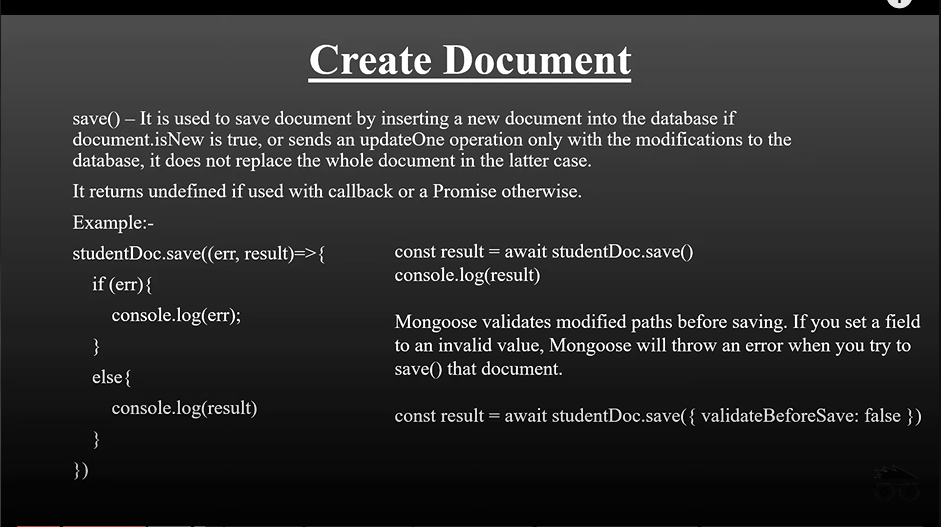 Create Document
save() – It is used to save document by inserting a new document into the database if
document.isNew is true, or sends an updateOne operation only with the modifications to the
database, it does not replace the whole document in the latter case.
It returns undefined if used with callback or a Promise otherwise.
Example:-
studentDoc.save((err, result)=>{
if (err){
console.log(err);
}
else{
console.log(result)
}
})
const result = await studentDoc.save()
console.log(result)
Mongoose validates modified paths before saving. If you set a field
to an invalid value, Mongoose will throw an error when you try to
save() that document.
const result = await studentDoc.save({ validateBeforeSave: false })